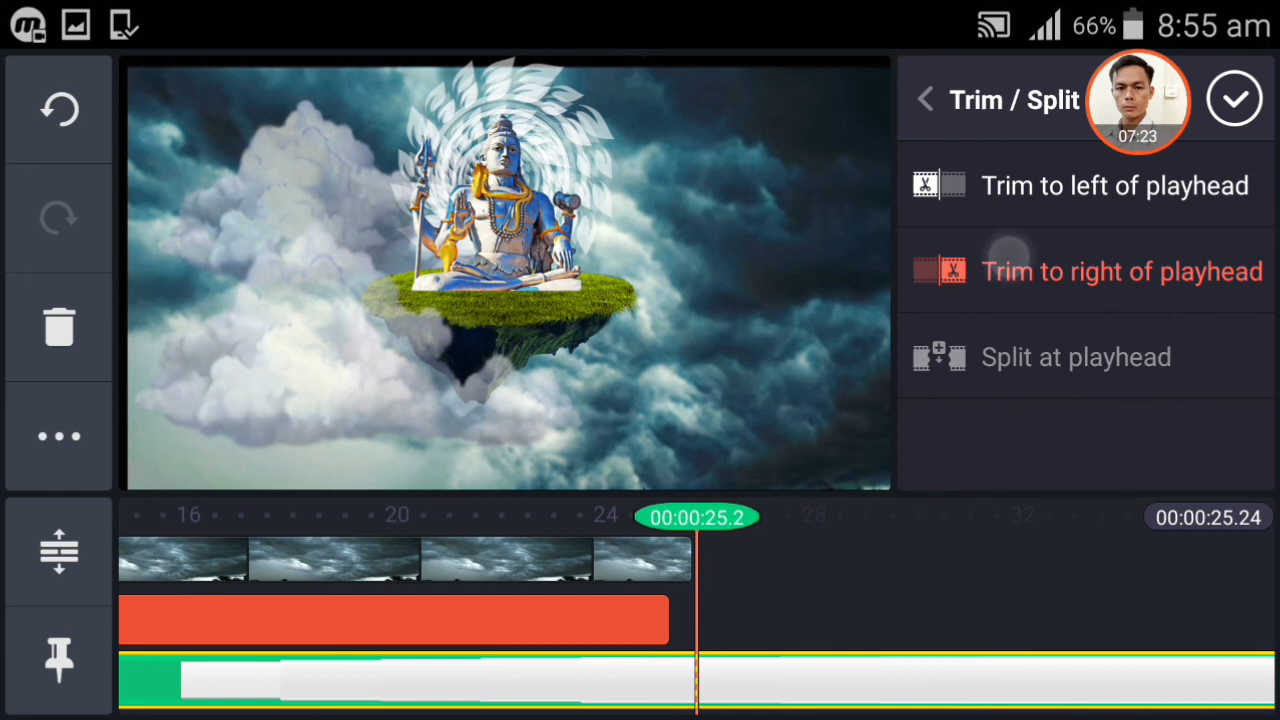 66%
8:55 am
Trim / Split
07:23
Trim to left of playhead
Trim to right of playhead
Split at playhead
16
20
24
00:00:25.2
28
32
00:00:25.24